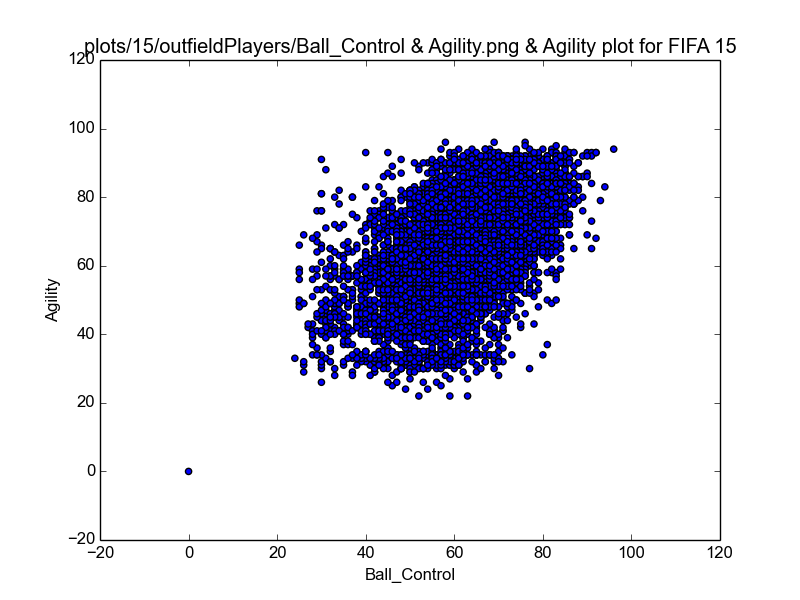 plots/15/outfieldPlayers/Ball_Control & Agility.png & Agility plot for FIFA 15
120
100
80
60
40
20
0
−20
Agility
−20 0 20 40 60 80 100 120
Ball_Control